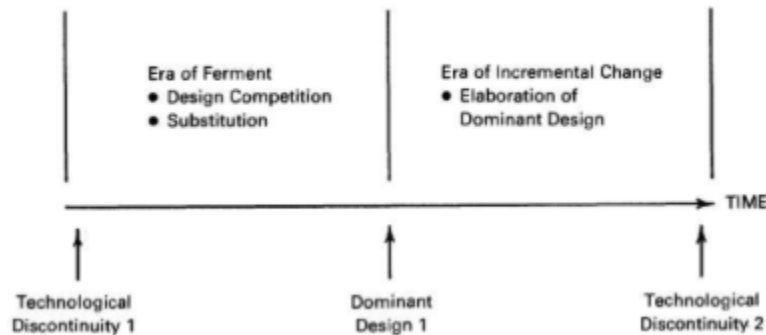 Era of Ferment
● Design Competition
● Substitution
Era of Incremental Change
● Elaboration of
Dominant Design
TIME
Technological
Discontinuity 1
Dominant
Design 1
Technological
Discontinuity 2